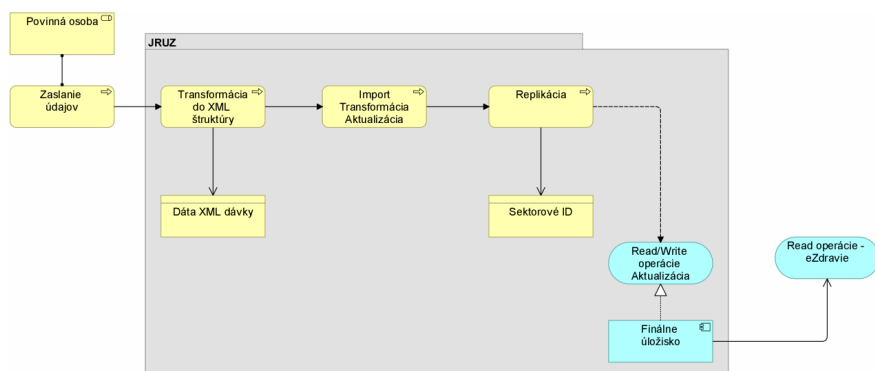 Povinná osoba
JRUZ
Zaslanie
údajov
Transformácia
do XML
štruktúry
Import
Transformácia
Aktualizácia
Replikácia
Dáta XML dávky
Sektorové ID
Read/Write
operácie
Aktualizácia
Read operácie -
eZdravie
Finálne
úložisko